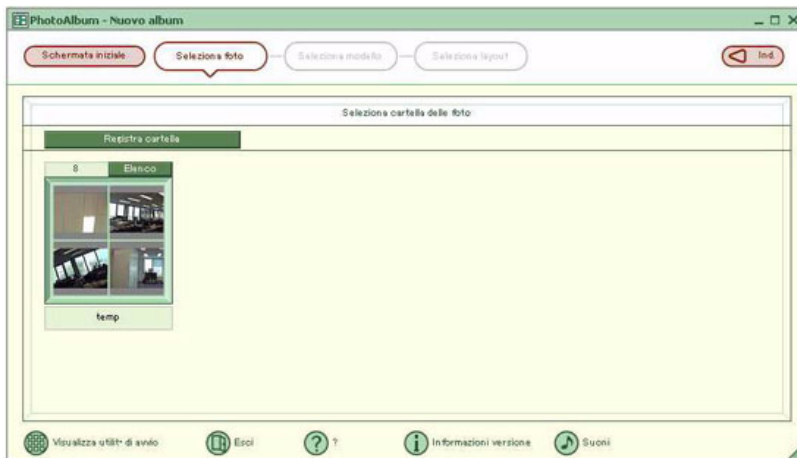 PhotoAlbum - Nuovo album
Schermata iniziale
Seleziona foto
Seleziona modello
Seleziona layout
Ind.
Seleziona cartella delle foto
Registra cartella
8
Elenco
temp
Visualizza utilit· di avvio
Esci
?
?
Informazioni versione
Suoni